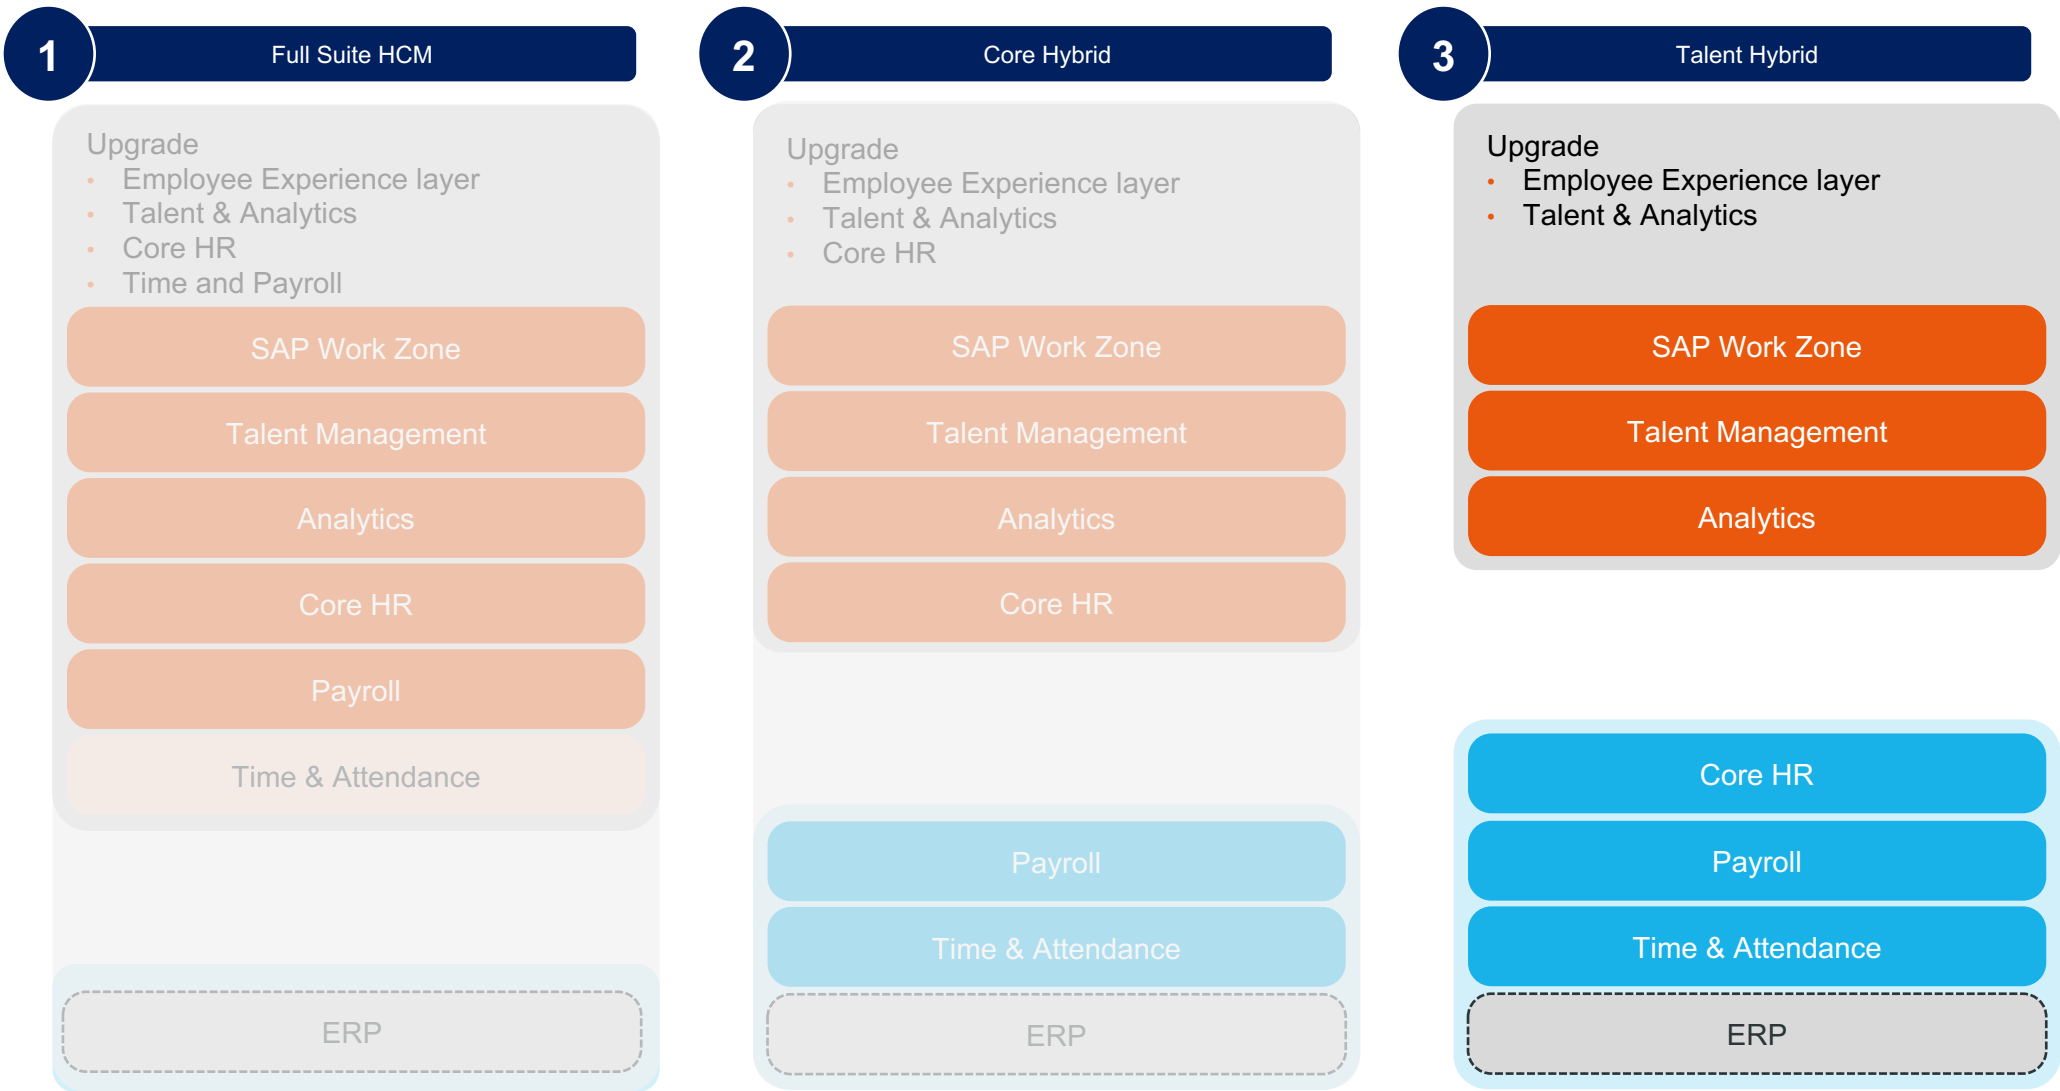 1
Full Suite HCM
Upgrade
• Employee Experience layer
• Talent & Analytics
• Core HR
• Time and Payroll
SAP Work Zone
Talent Management
Analytics
Core HR
Payroll
Time & Attendance
ERP
2
Core Hybrid
Upgrade
• Employee Experience layer
• Talent & Analytics
• Core HR
SAP Work Zone
Talent Management
Analytics
Core HR
Payroll
Time & Attendance
ERP
3
Talent Hybrid
Upgrade
• Employee Experience layer
• Talent & Analytics
SAP Work Zone
Talent Management
Analytics
Core HR
Payroll
Time & Attendance
ERP